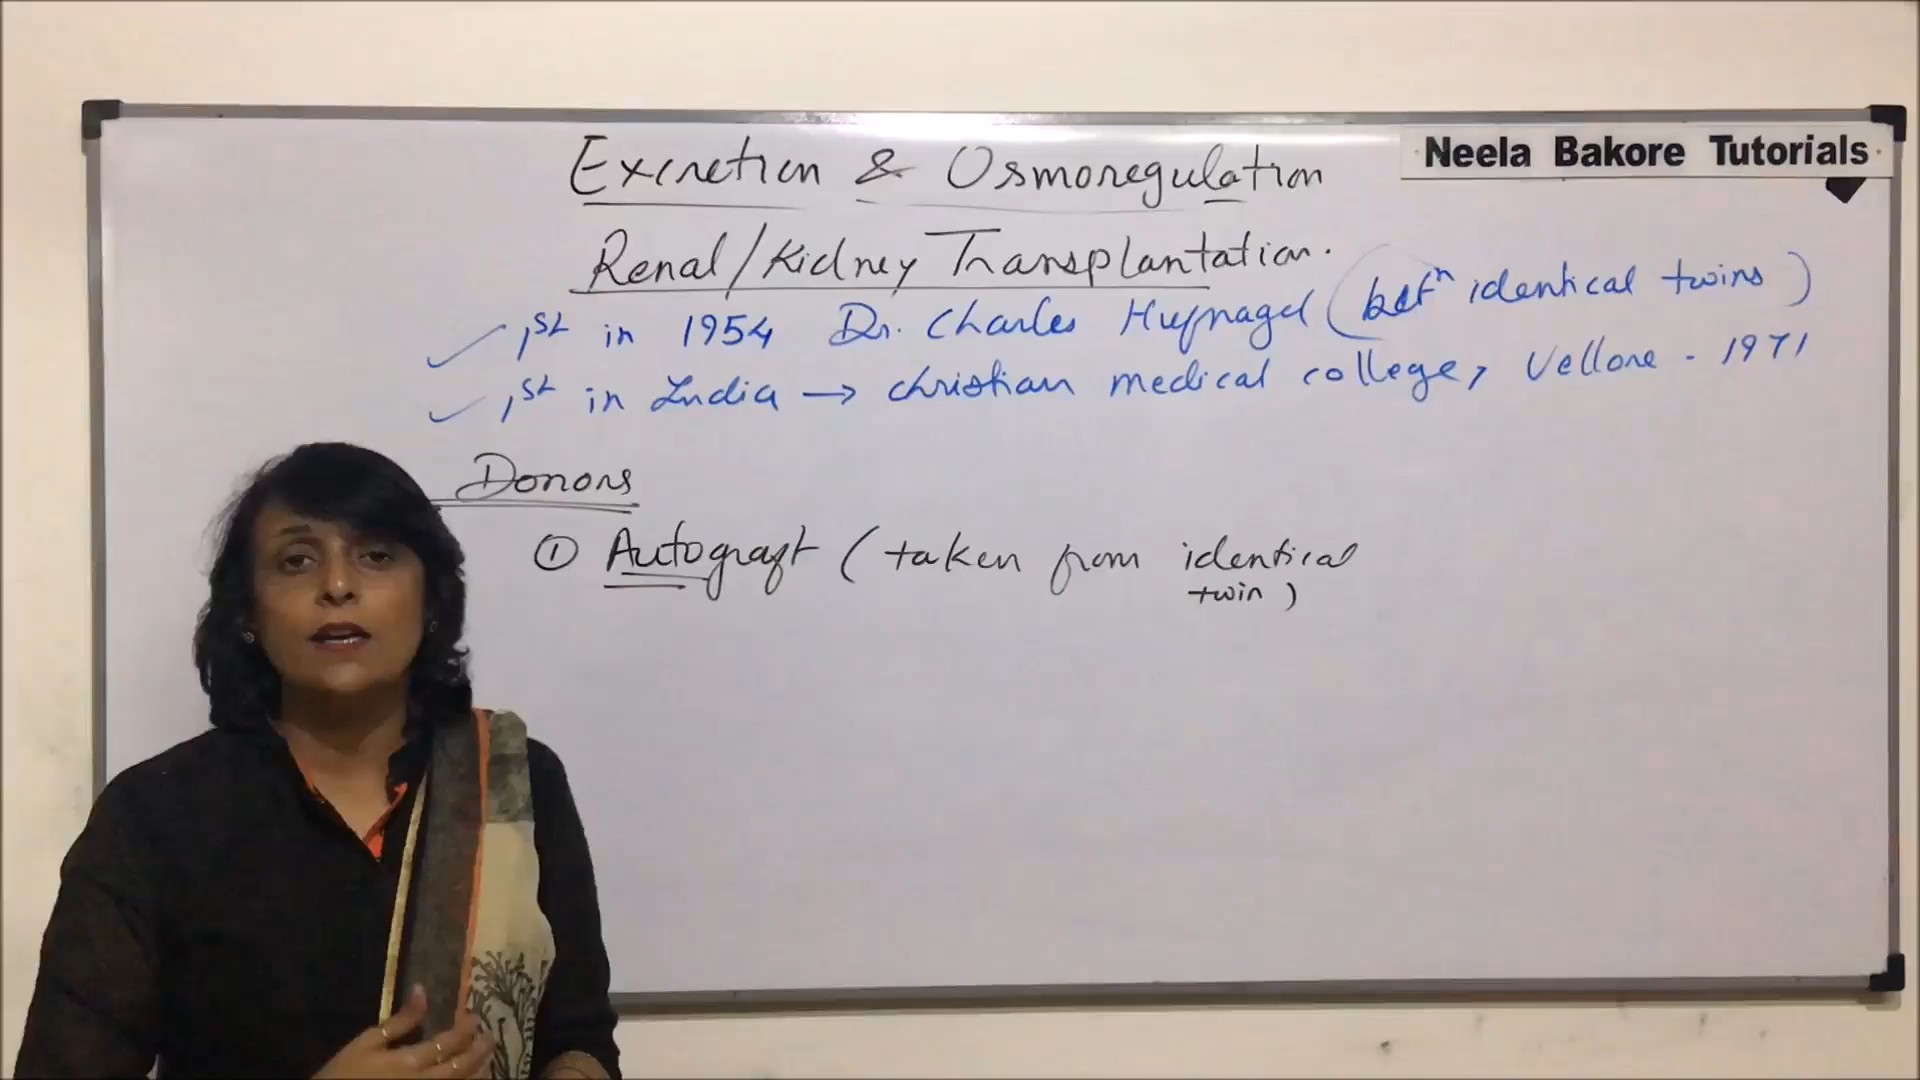 Neela Bakore Tutorials
Excretion & Osmoregulation
Renal/Kidney Transplantation.
1st in 1954 Dr. Charles Hufnagel (betn identical twins)
1st in India → christian medical college, Vellore - 1971
Donors
① Autograft (taken from identical
twin)